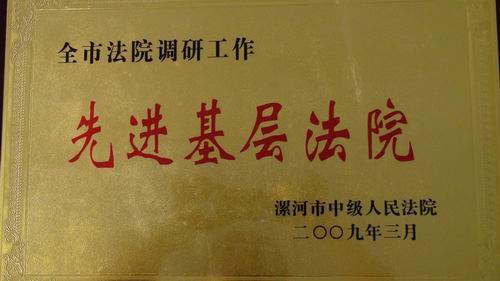 全市法院调研工作
先进基层法院
漯河市中级人民法院
二〇〇九年三月